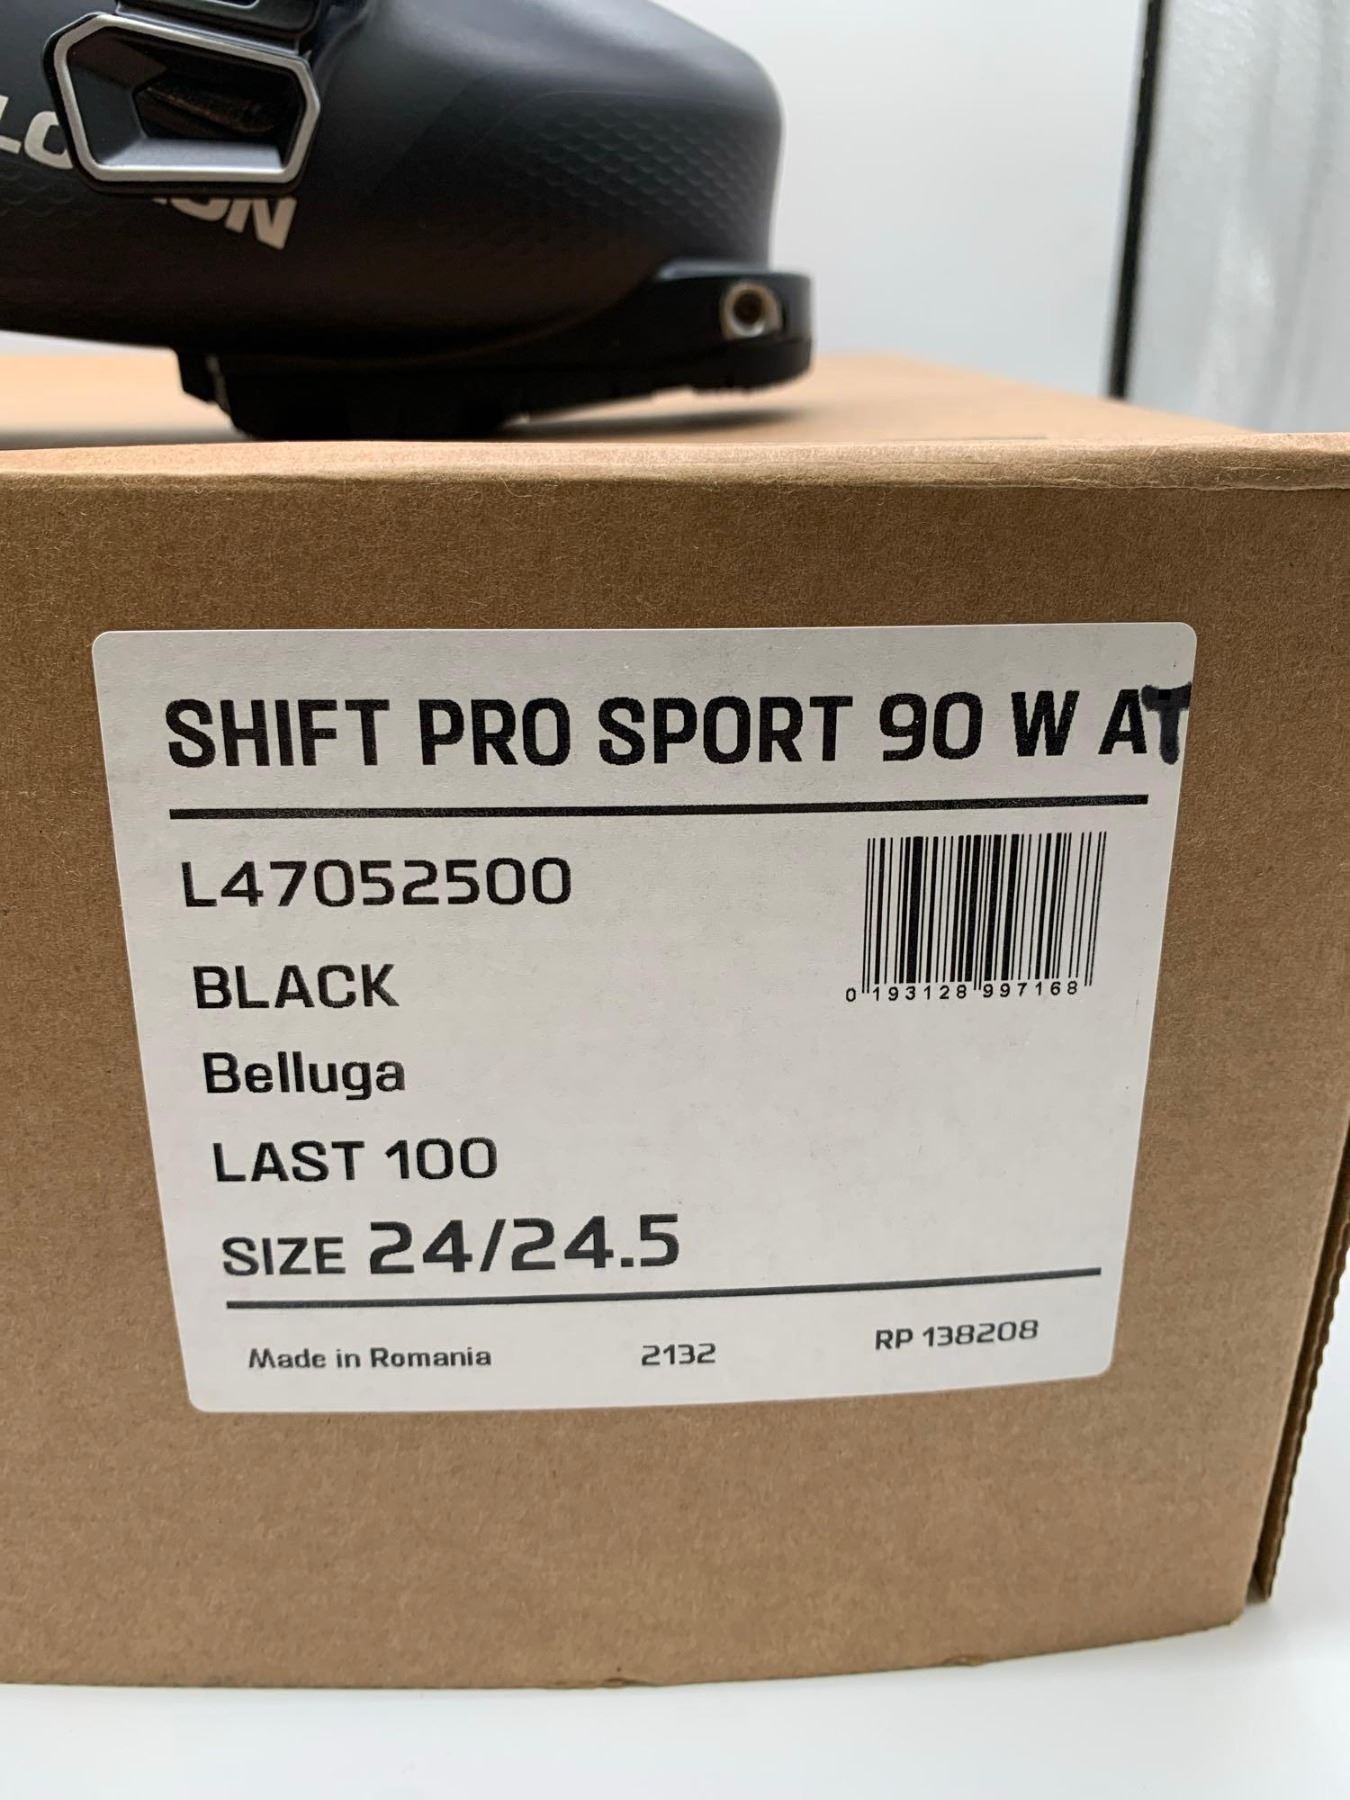 SHIFT PRO SPORT 90 W AT
L47052500
BLACK
0 193128 997168
Belluga
LAST 100
SIZE 24/24.5
Made in Romania 2132 RP 138208